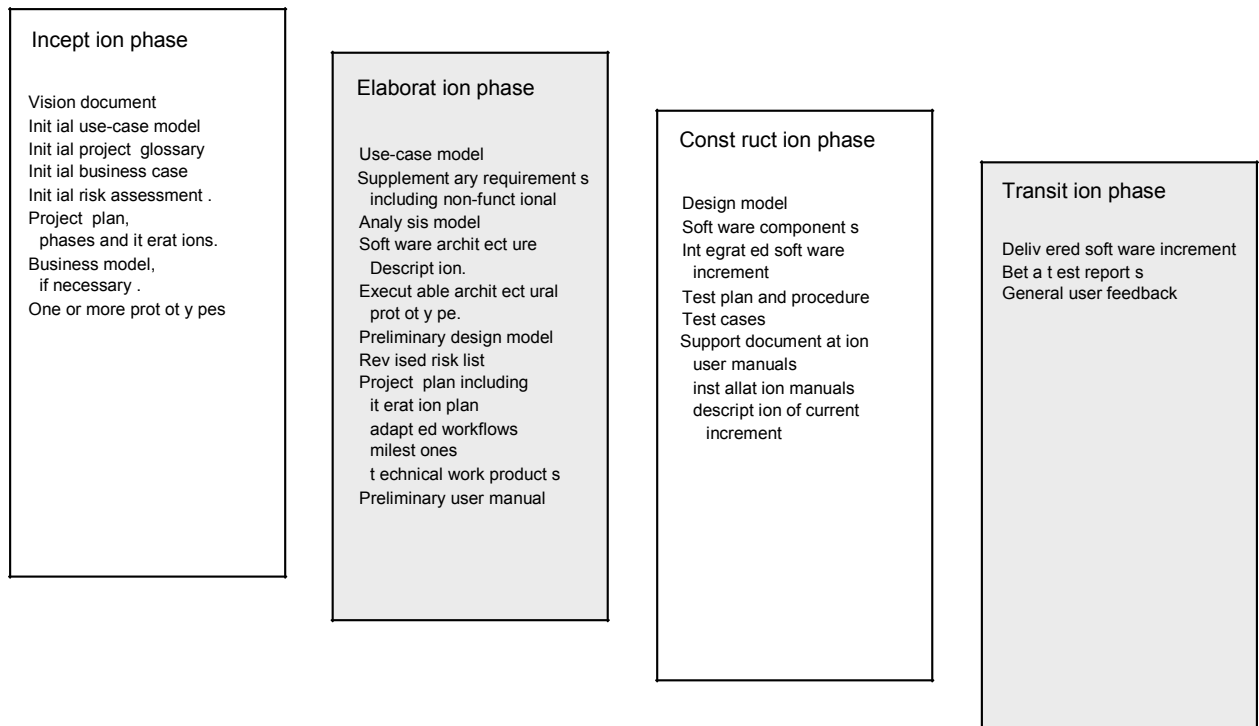 Incept ion phase
Vision document
Init ial use-case model
Init ial project glossary
Init ial business case
Init ial risk assessment .
Project plan,
phases and it erat ions.
Business model,
if necessary .
One or more prot ot y pes
Elaborat ion phase
Use-case model
Supplement ary requirement s
including non-funct ional
Analy sis model
Soft ware archit ect ure
Descript ion.
Execut able archit ect ural
prot ot y pe.
Preliminary design model
Rev ised risk list
Project plan including
it erat ion plan
adapt ed workflows
milest ones
t echnical work product s
Preliminary user manual
Const ruct ion phase
Design model
Soft ware component s
Int egrat ed soft ware
increment
Test plan and procedure
Test cases
Support document at ion
user manuals
inst allat ion manuals
descript ion of current
increment
Transit ion phase
Deliv ered soft ware increment
Bet a t est report s
General user feedback